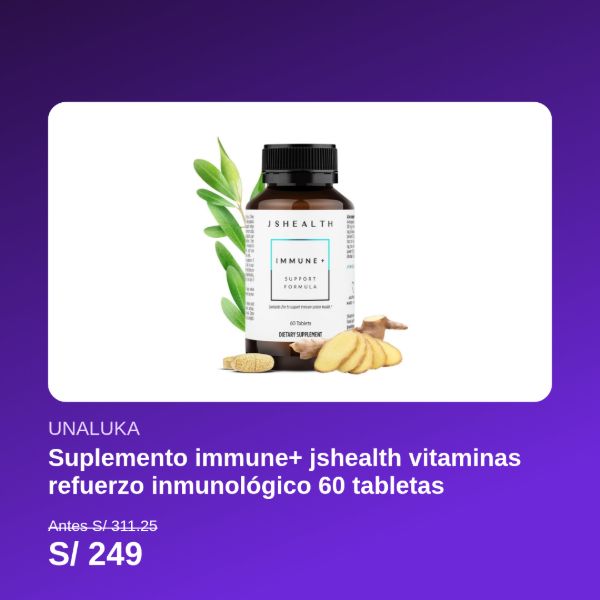 JSHEALTH
IMMUNE+
SUPPORT
FORMULA
60 Tablets
DIETARY SUPPLEMENT
UNALUKA
Suplemento immune+ jshealth vitaminas
refuerzo inmunológico 60 tabletas
Antes S/ 311.25
S/ 249